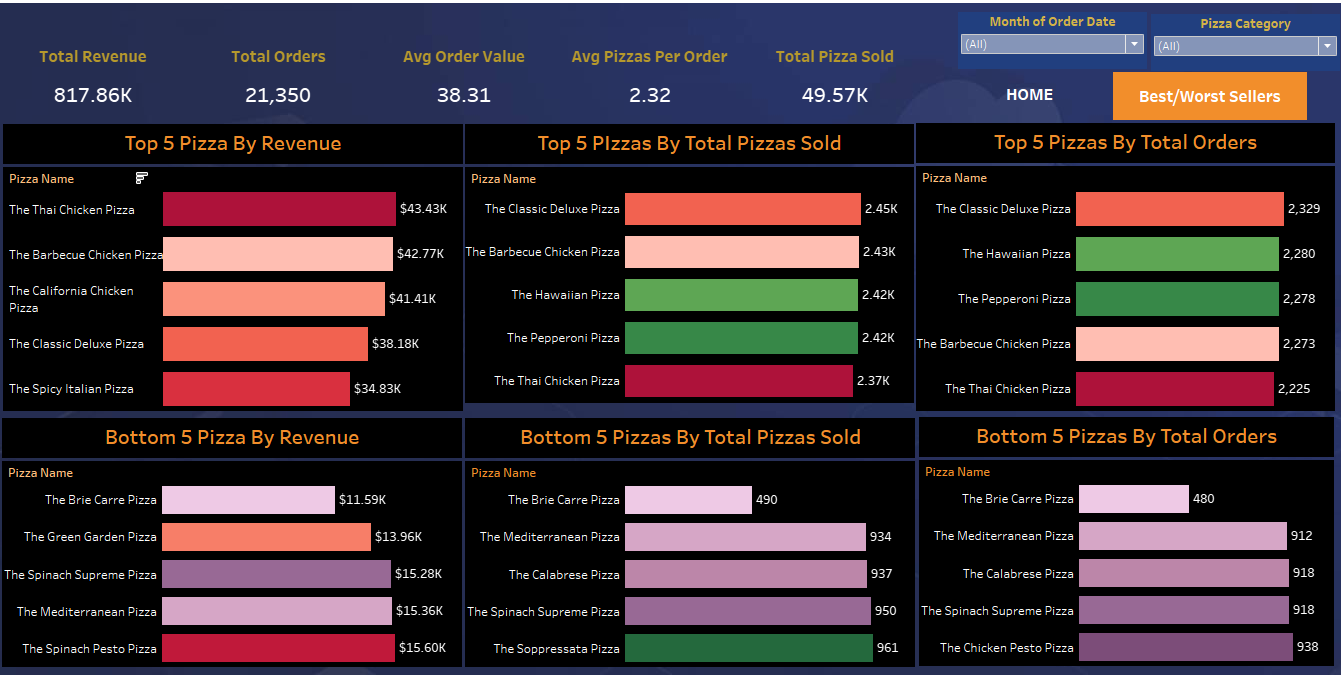 Month of Order Date
Pizza Category
(All)
(All)
Total Revenue
Total Orders
Avg Order Value
Avg Pizzas Per Order
Total Pizza Sold
817.86K
21,350
38.31
2.32
49.57K
HOME
Best/Worst Sellers
Top 5 Pizza By Revenue
Pizza Name
The Thai Chicken Pizza $43.43K
The Barbecue Chicken Pizza $42.77K
The California Chicken
Pizza $41.41K
The Classic Deluxe Pizza $38.18K
The Spicy Italian Pizza $34.83K
Top 5 PIzzas By Total Pizzas Sold
Pizza Name
The Classic Deluxe Pizza 2.45K
The Barbecue Chicken Pizza 2.43K
The Hawaiian Pizza 2.42K
The Pepperoni Pizza 2.42K
The Thai Chicken Pizza 2.37K
Top 5 Pizzas By Total Orders
Pizza Name
The Classic Deluxe Pizza 2,329
The Hawaiian Pizza 2,280
The Pepperoni Pizza 2,278
The Barbecue Chicken Pizza 2,273
The Thai Chicken Pizza 2,225
Bottom 5 Pizza By Revenue
Pizza Name
The Brie Carre Pizza $11.59K
The Green Garden Pizza $13.96K
The Spinach Supreme Pizza $15.28K
The Mediterranean Pizza $15.36K
The Spinach Pesto Pizza $15.60K
Bottom 5 Pizzas By Total Pizzas Sold
Pizza Name
The Brie Carre Pizza 490
The Mediterranean Pizza 934
The Calabrese Pizza 937
The Spinach Supreme Pizza 950
The Soppressata Pizza 961
Bottom 5 Pizzas By Total Orders
Pizza Name
The Brie Carre Pizza 480
The Mediterranean Pizza 912
The Calabrese Pizza 918
The Spinach Supreme Pizza 918
The Chicken Pesto Pizza 938